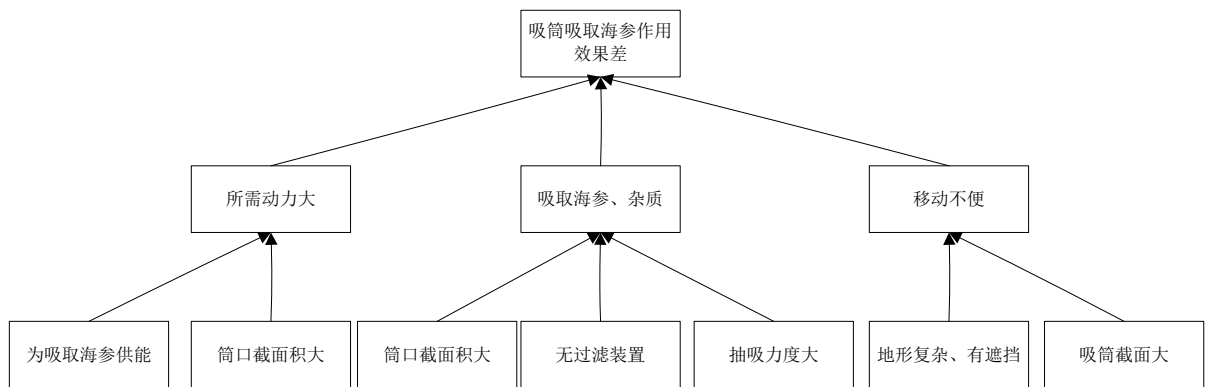 吸筒吸取海参作用
效果差
所需动力大
吸取海参、杂质
移动不便
为吸取海参供能
筒口截面积大
筒口截面积大
无过滤装置
抽吸力度大
地形复杂、有遮挡
吸筒截面大